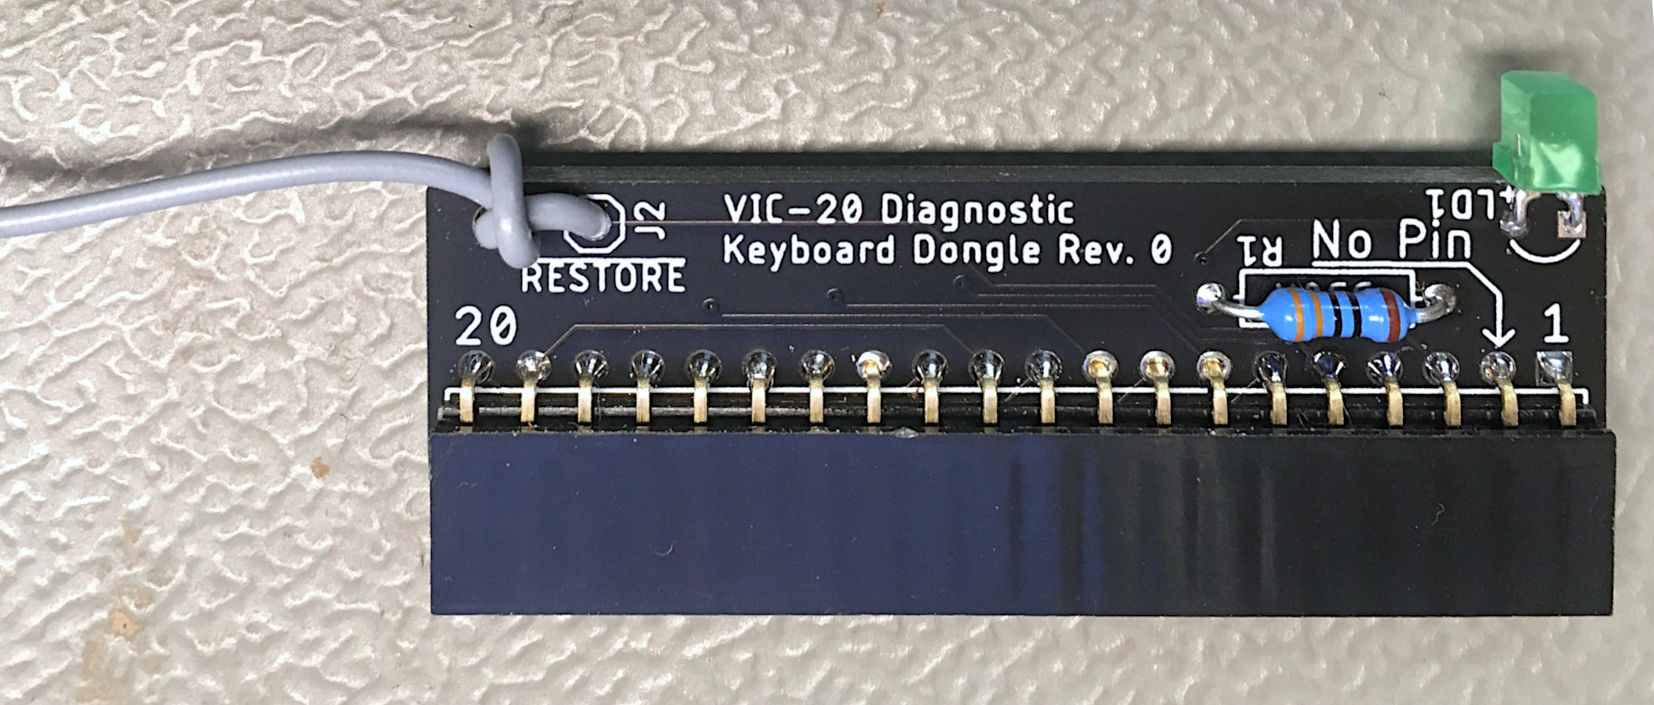 VIC-20 Diagnostic
Keyboard Dongle Rev. 0
J2
RESTORE
20
LD1
+
R1
No Pin
1